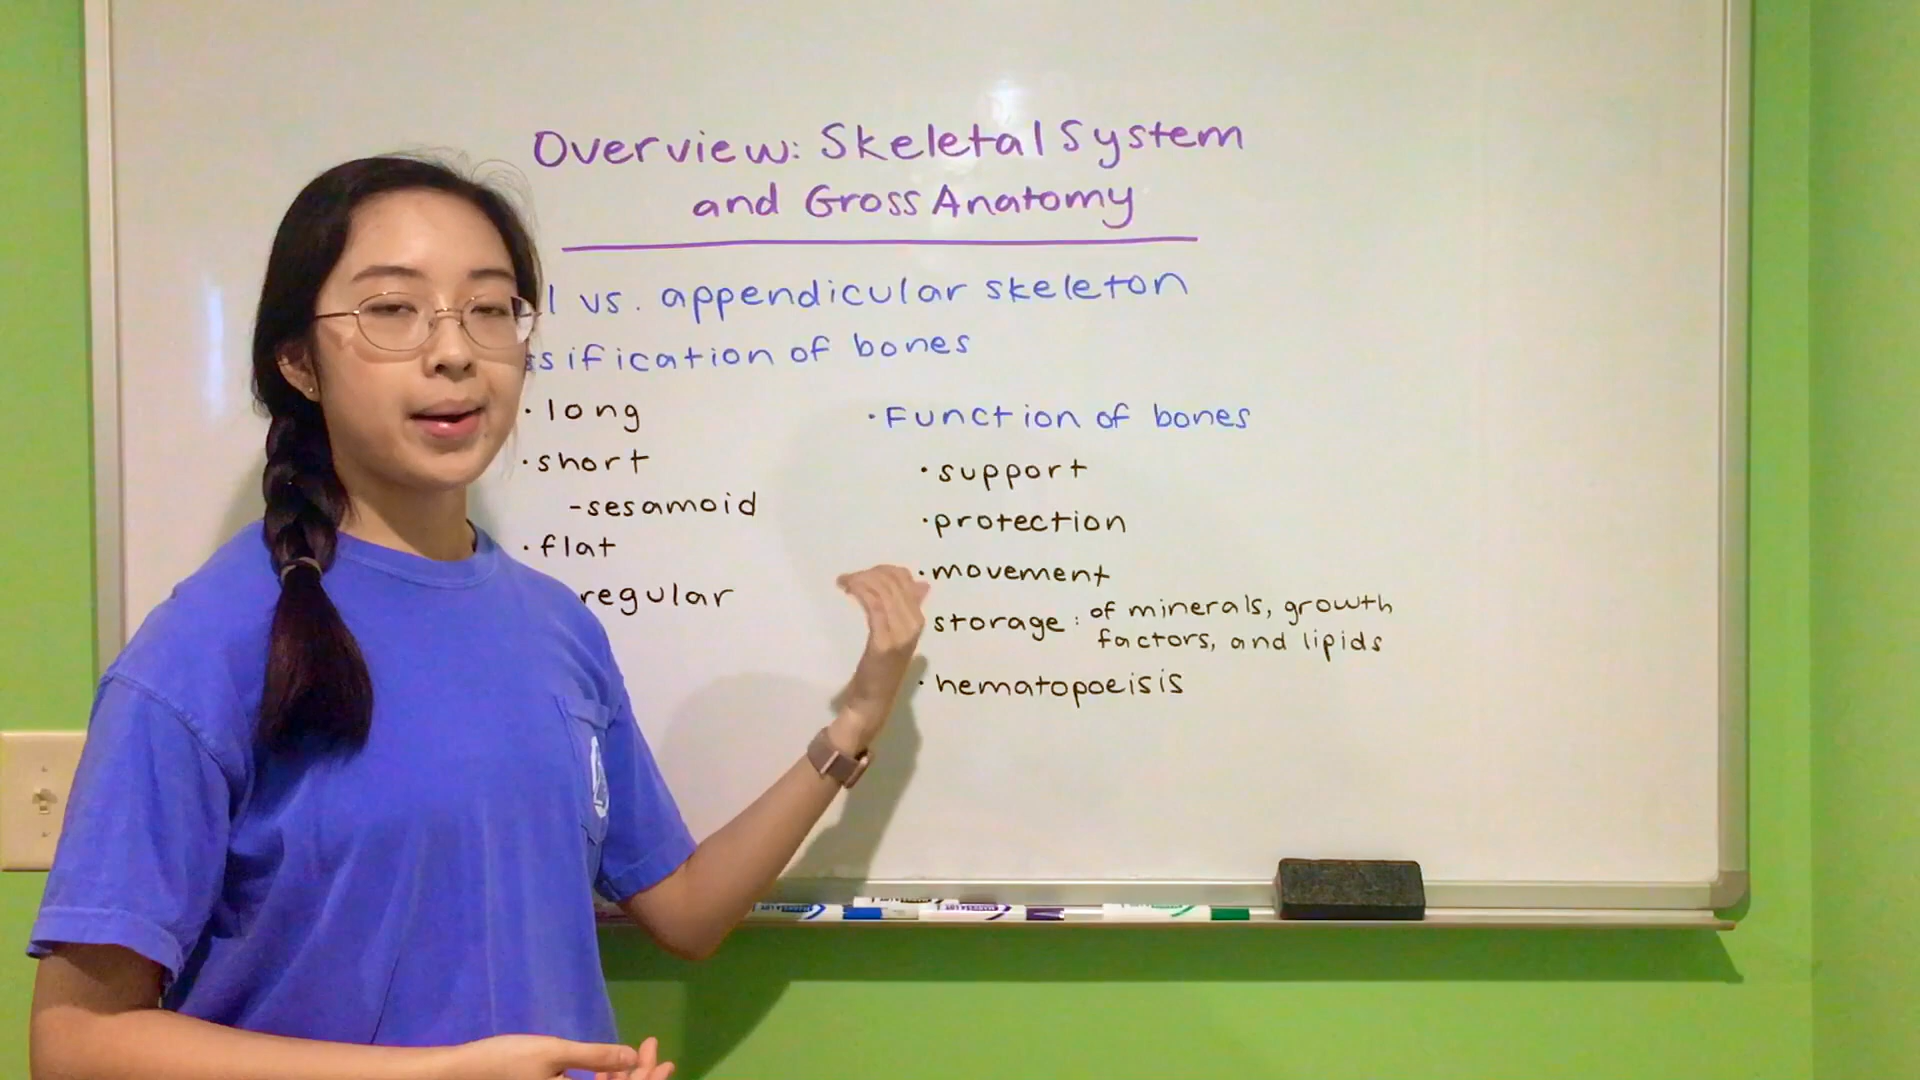 Overview: Skeletal System
and Gross Anatomy
l vs. appendicular skeleton
ssification of bones
· long
· short
- sesamoid
· flat
regular
· Function of bones
· support
· protection
· movement
storage: of minerals, growth
factors, and lipids
· hematopoeisis